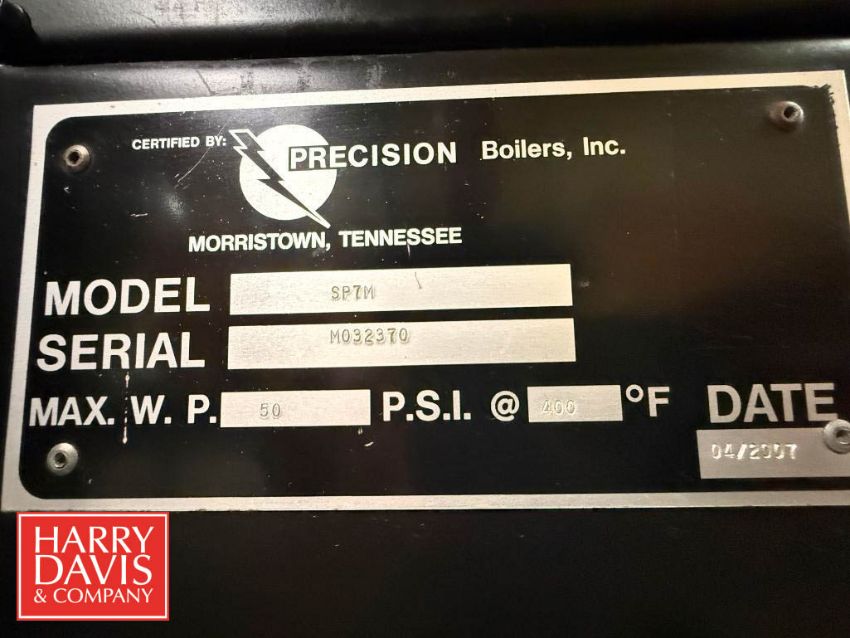 CERTIFIED BY: PRECISION Boilers, Inc.
MORRISTOWN, TENNESSEE
MODEL SP7M
SERIAL M032370
MAX. W. P. 50 P.S.I. @ 400 °F DATE
04/2007
HARRY
DAVIS
& COMPANY